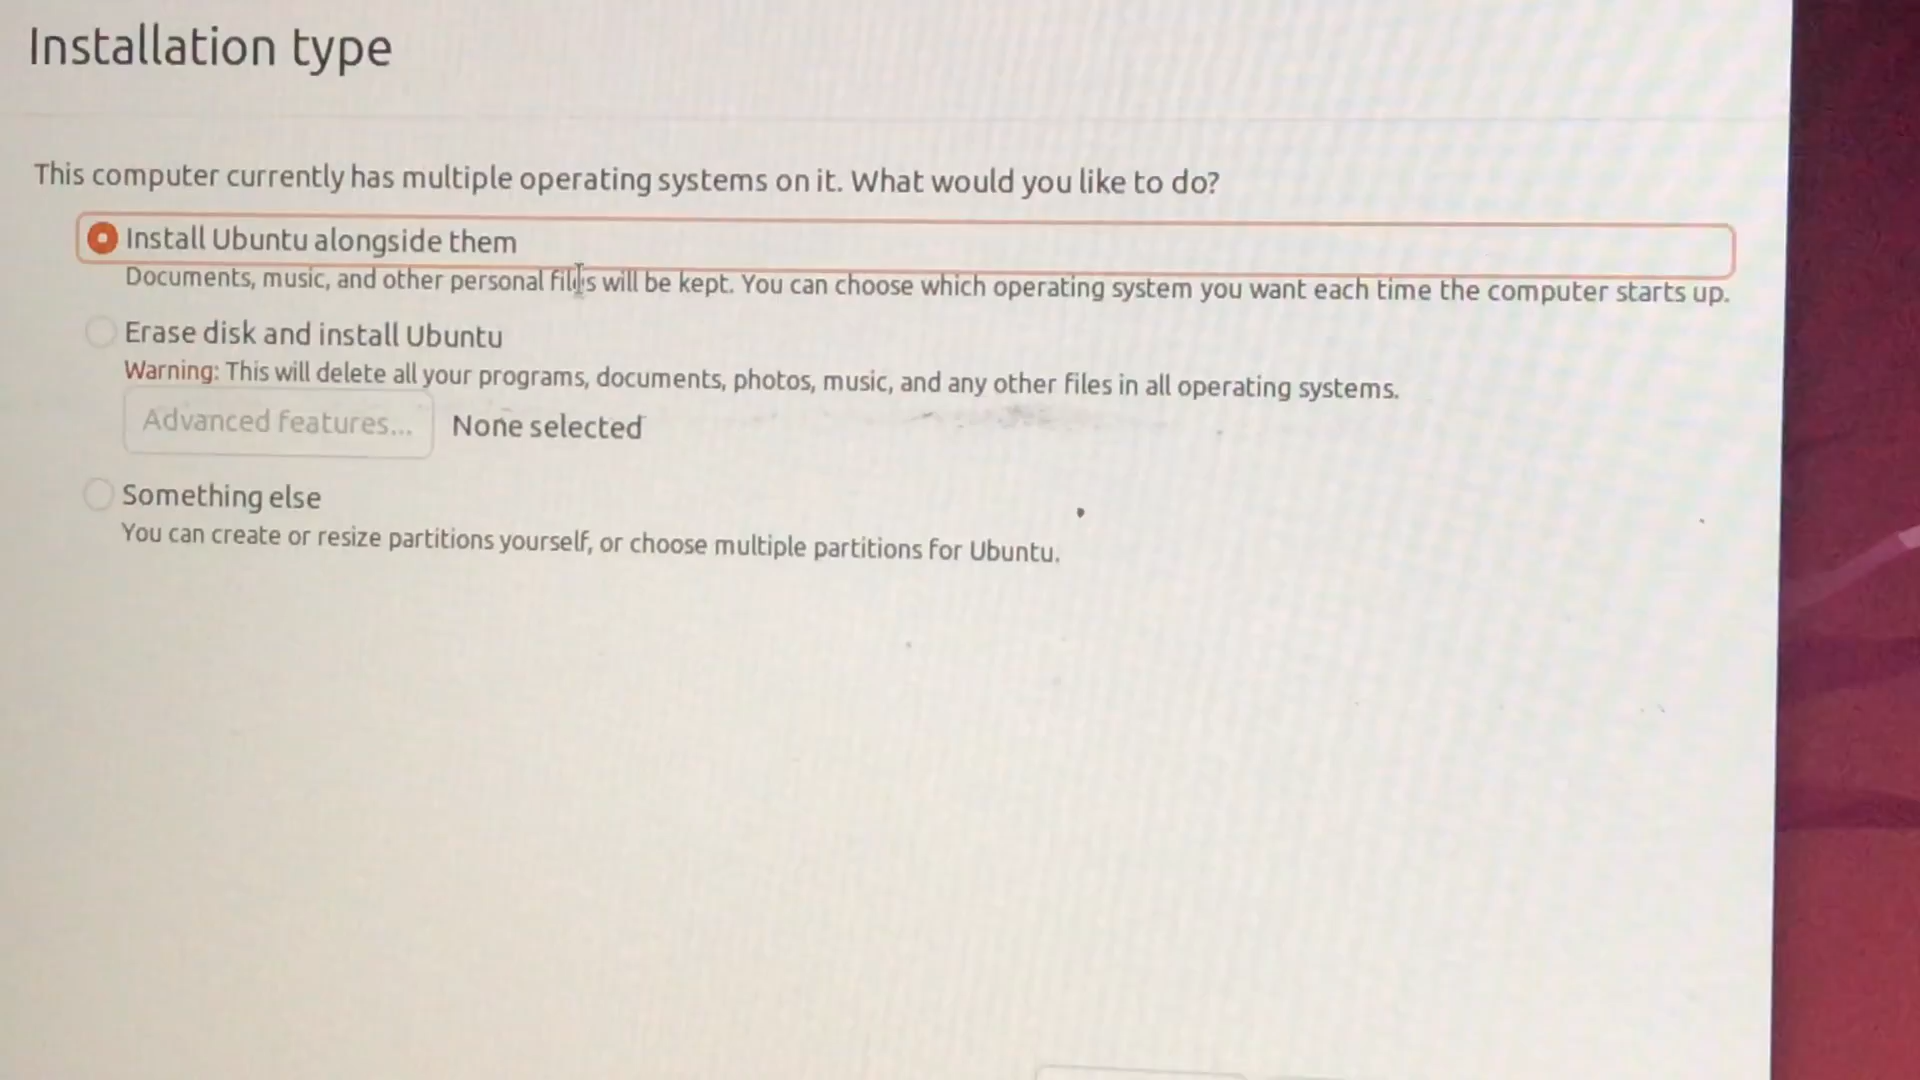 Installation type
This computer currently has multiple operating systems on it. What would you like to do?
Install Ubuntu alongside them
Documents, music, and other personal files will be kept. You can choose which operating system you want each time the computer starts up.
Erase disk and install Ubuntu
Warning: This will delete all your programs, documents, photos, music, and any other files in all operating systems.
Advanced features... None selected
Something else
You can create or resize partitions yourself, or choose multiple partitions for Ubuntu.